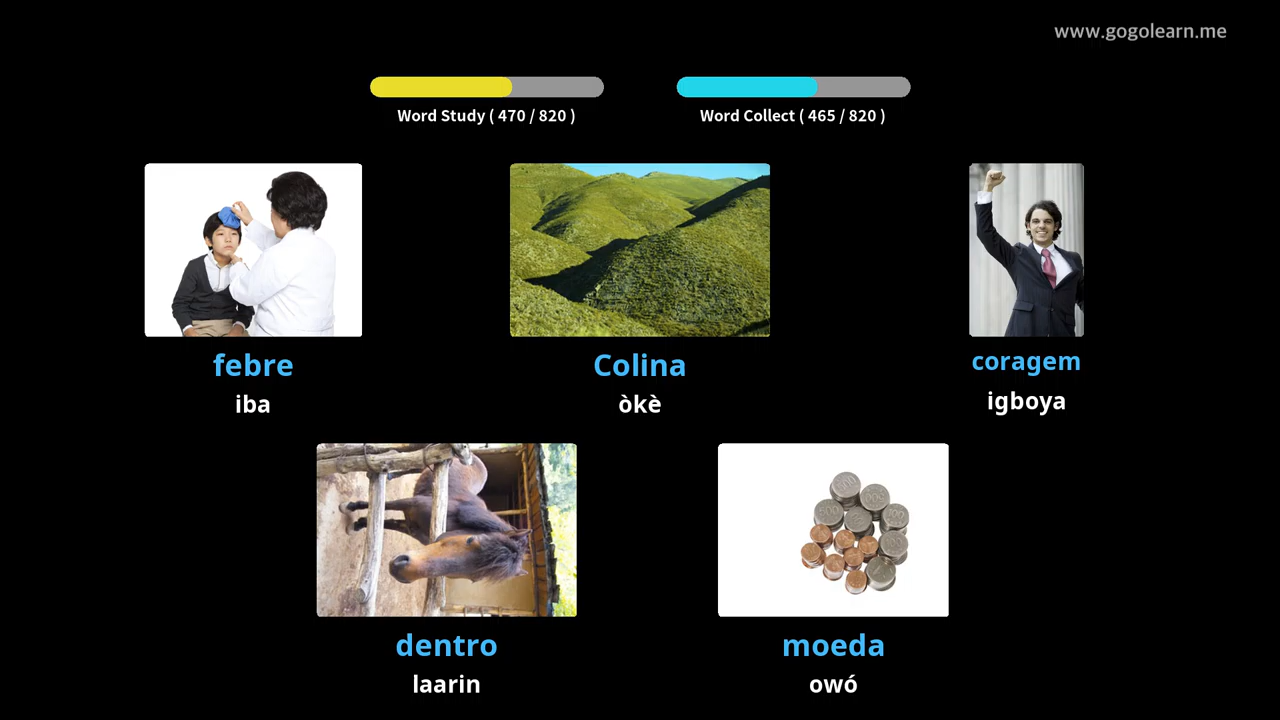 www.gogolearn.me
Word Study ( 470 / 820 )
Word Collect ( 465 / 820 )
febre
iba
Colina
òkè
coragem
igboya
dentro
laarin
moeda
owó